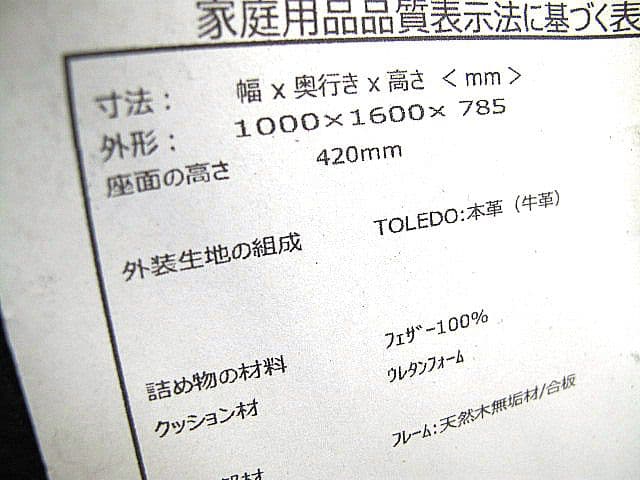 家庭用品品質表示法に基づく表
寸法： 幅 x 奥行き x 高さ ＜ mm ＞
外形： 1000×1600× 785
座面の高さ 420mm
外装生地の組成 TOLEDO:本革（牛革）
詰め物の材料 ﾌｪｻﾞｰ100%
クッション材 ｳﾚﾀﾝﾌｫｰﾑ
ﾌﾚｰﾑ:天然木無垢材/合板